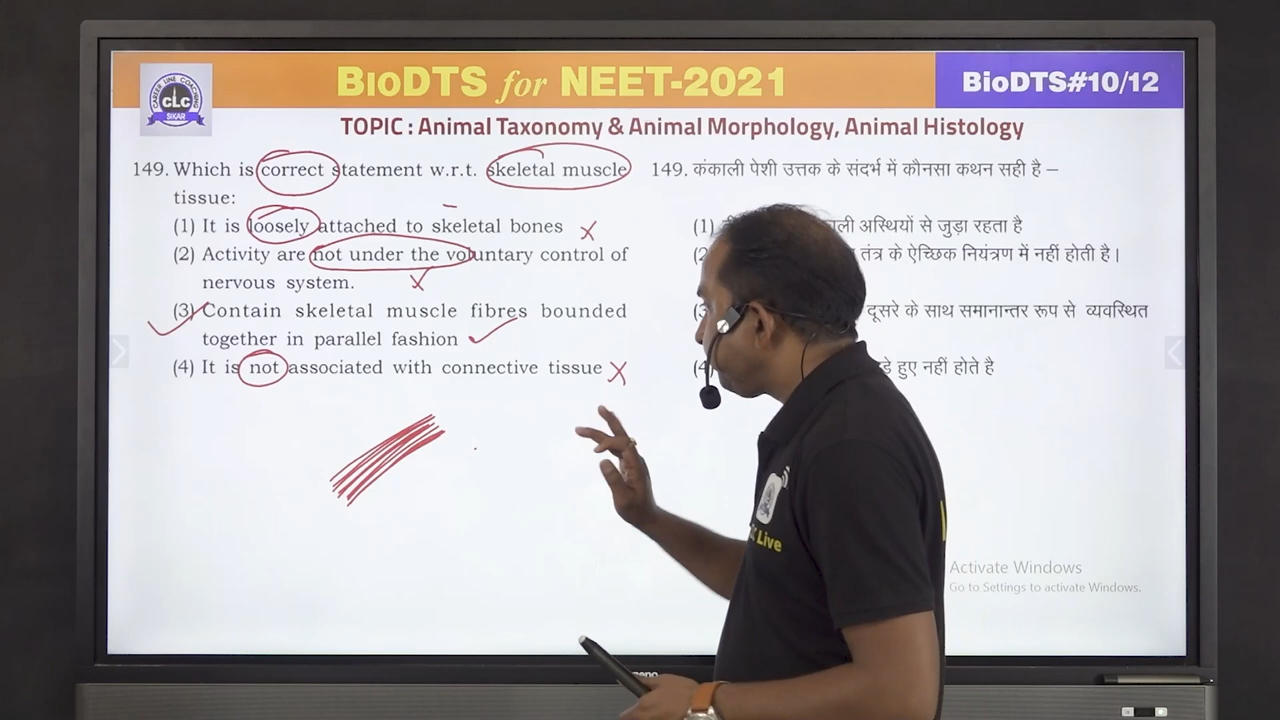 BIODTS for NEET-2021
BioDTS#10/12
CAREER LINE COACHING
CLC
SIKAR
TOPIC : Animal Taxonomy & Animal Morphology, Animal Histology
149. Which is correct statement w.r.t. skeletal muscle
tissue:
(1) It is loosely attached to skeletal bones
(2) Activity are not under the voluntary control of
nervous system.
(3) Contain skeletal muscle fibres bounded
together in parallel fashion
(4) It is not associated with connective tissue
149. कंकाली पेशी उत्तक के संदर्भ में कौनसा कथन सही है –
(1) अस्थियों से जुड़ा रहता है
तंत्र के ऐच्छिक नियंत्रण में नहीं होती है।
दूसरे के साथ समानान्तर रूप से व्यवस्थित
हुए नहीं होते है
Live
Activate Windows
Go to Settings to activate Windows.